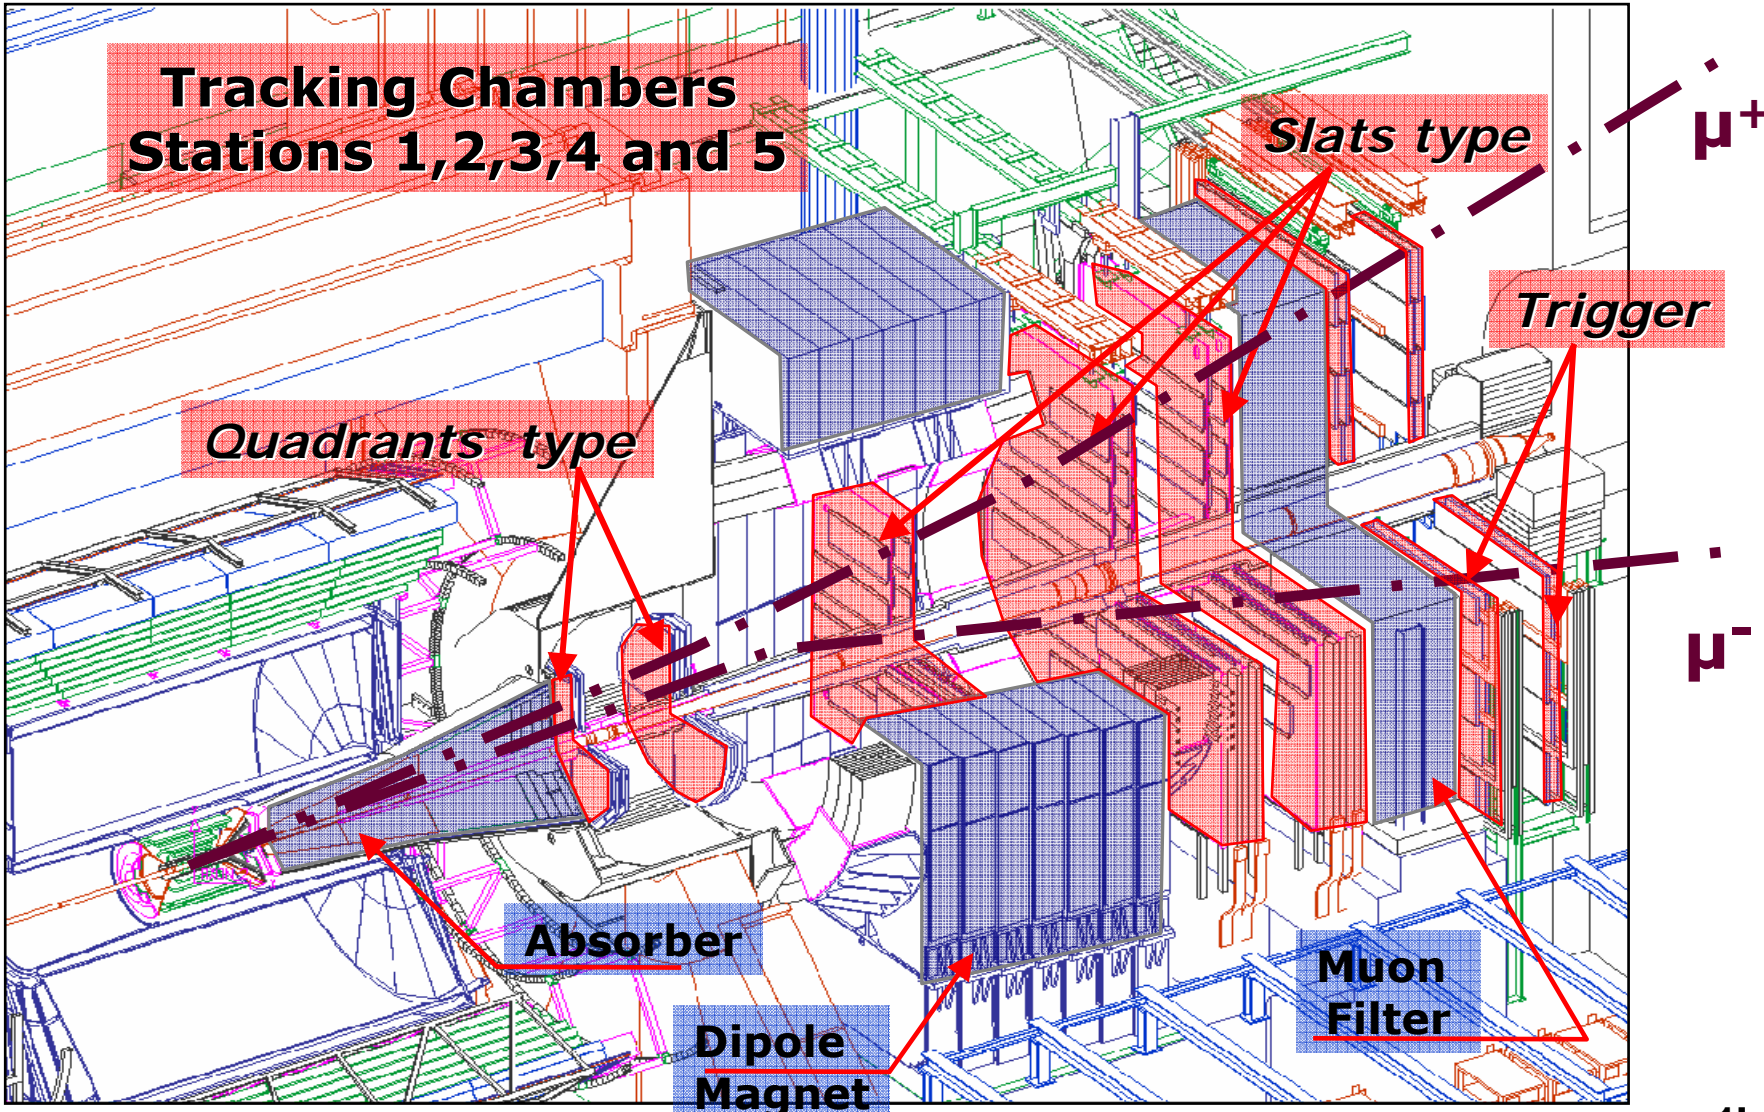 Tracking Chambers
Stations 1,2,3,4 and 5
Slats type
μ+
Trigger
Quadrants type
μ-
Absorber
Muon
Filter
Dipole
Magnet